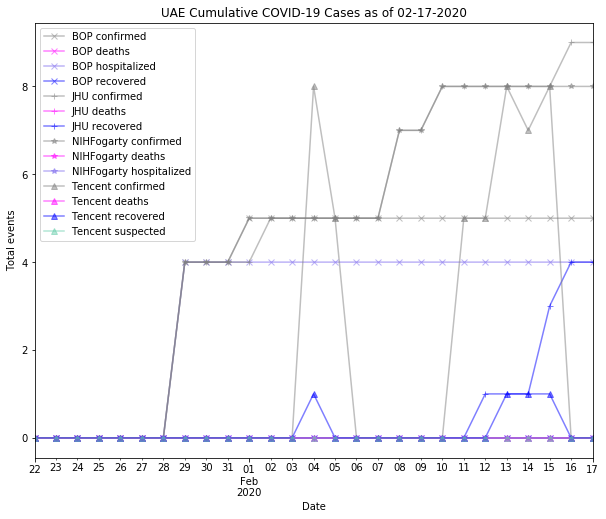 UAE Cumulative COVID-19 Cases as of 02-17-2020
BOP confirmed
BOP deaths
BOP hospitalized
BOP recovered
JHU confirmed
JHU deaths
JHU recovered
NIHFogarty confirmed
NIHFogarty deaths
NIHFogarty hospitalized
Tencent confirmed
Tencent deaths
Tencent recovered
Tencent suspected
Total events
8
6
4
2
0
22 23 24 25 26 27 28 29 30 31 01 02 03 04 05 06 07 08 09 10 11 12 13 14 15 16 17
Feb
2020
Date